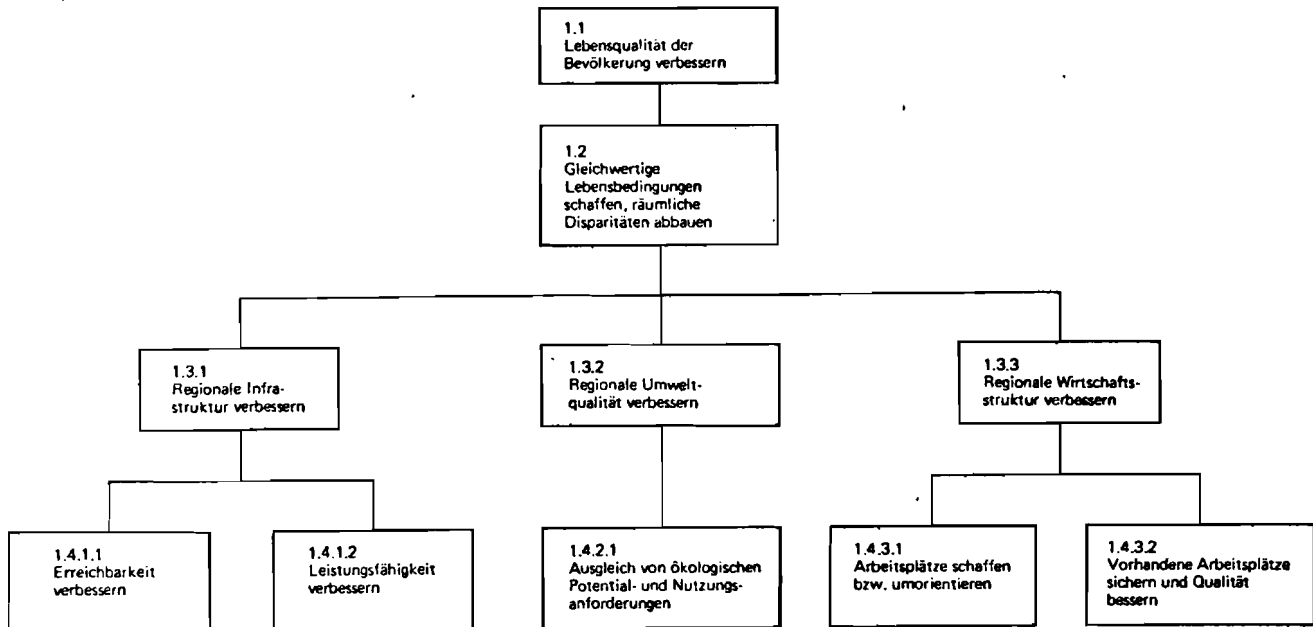 1.1
Lebensqualität der
Bevölkerung verbessern
1.2
Gleichwertige
Lebensbedingungen
schaffen, räumliche
Disparitäten abbauen
1.3.1
Regionale Infra-
struktur verbessern
1.3.2
Regionale Umwelt-
qualität verbessern
1.3.3
Regionale Wirtschafts-
struktur verbessern
1.4.1.1
Erreichbarkeit
verbessern
1.4.1.2
Leistungsfähigkeit
verbessern
1.4.2.1
Ausgleich von ökologischen
Potential- und Nutzungs-
anforderungen
1.4.3.1
Arbeitsplätze schaffen
bzw. umorientieren
1.4.3.2
Vorhandene Arbeitsplätze
sichern und Qualität
bessern